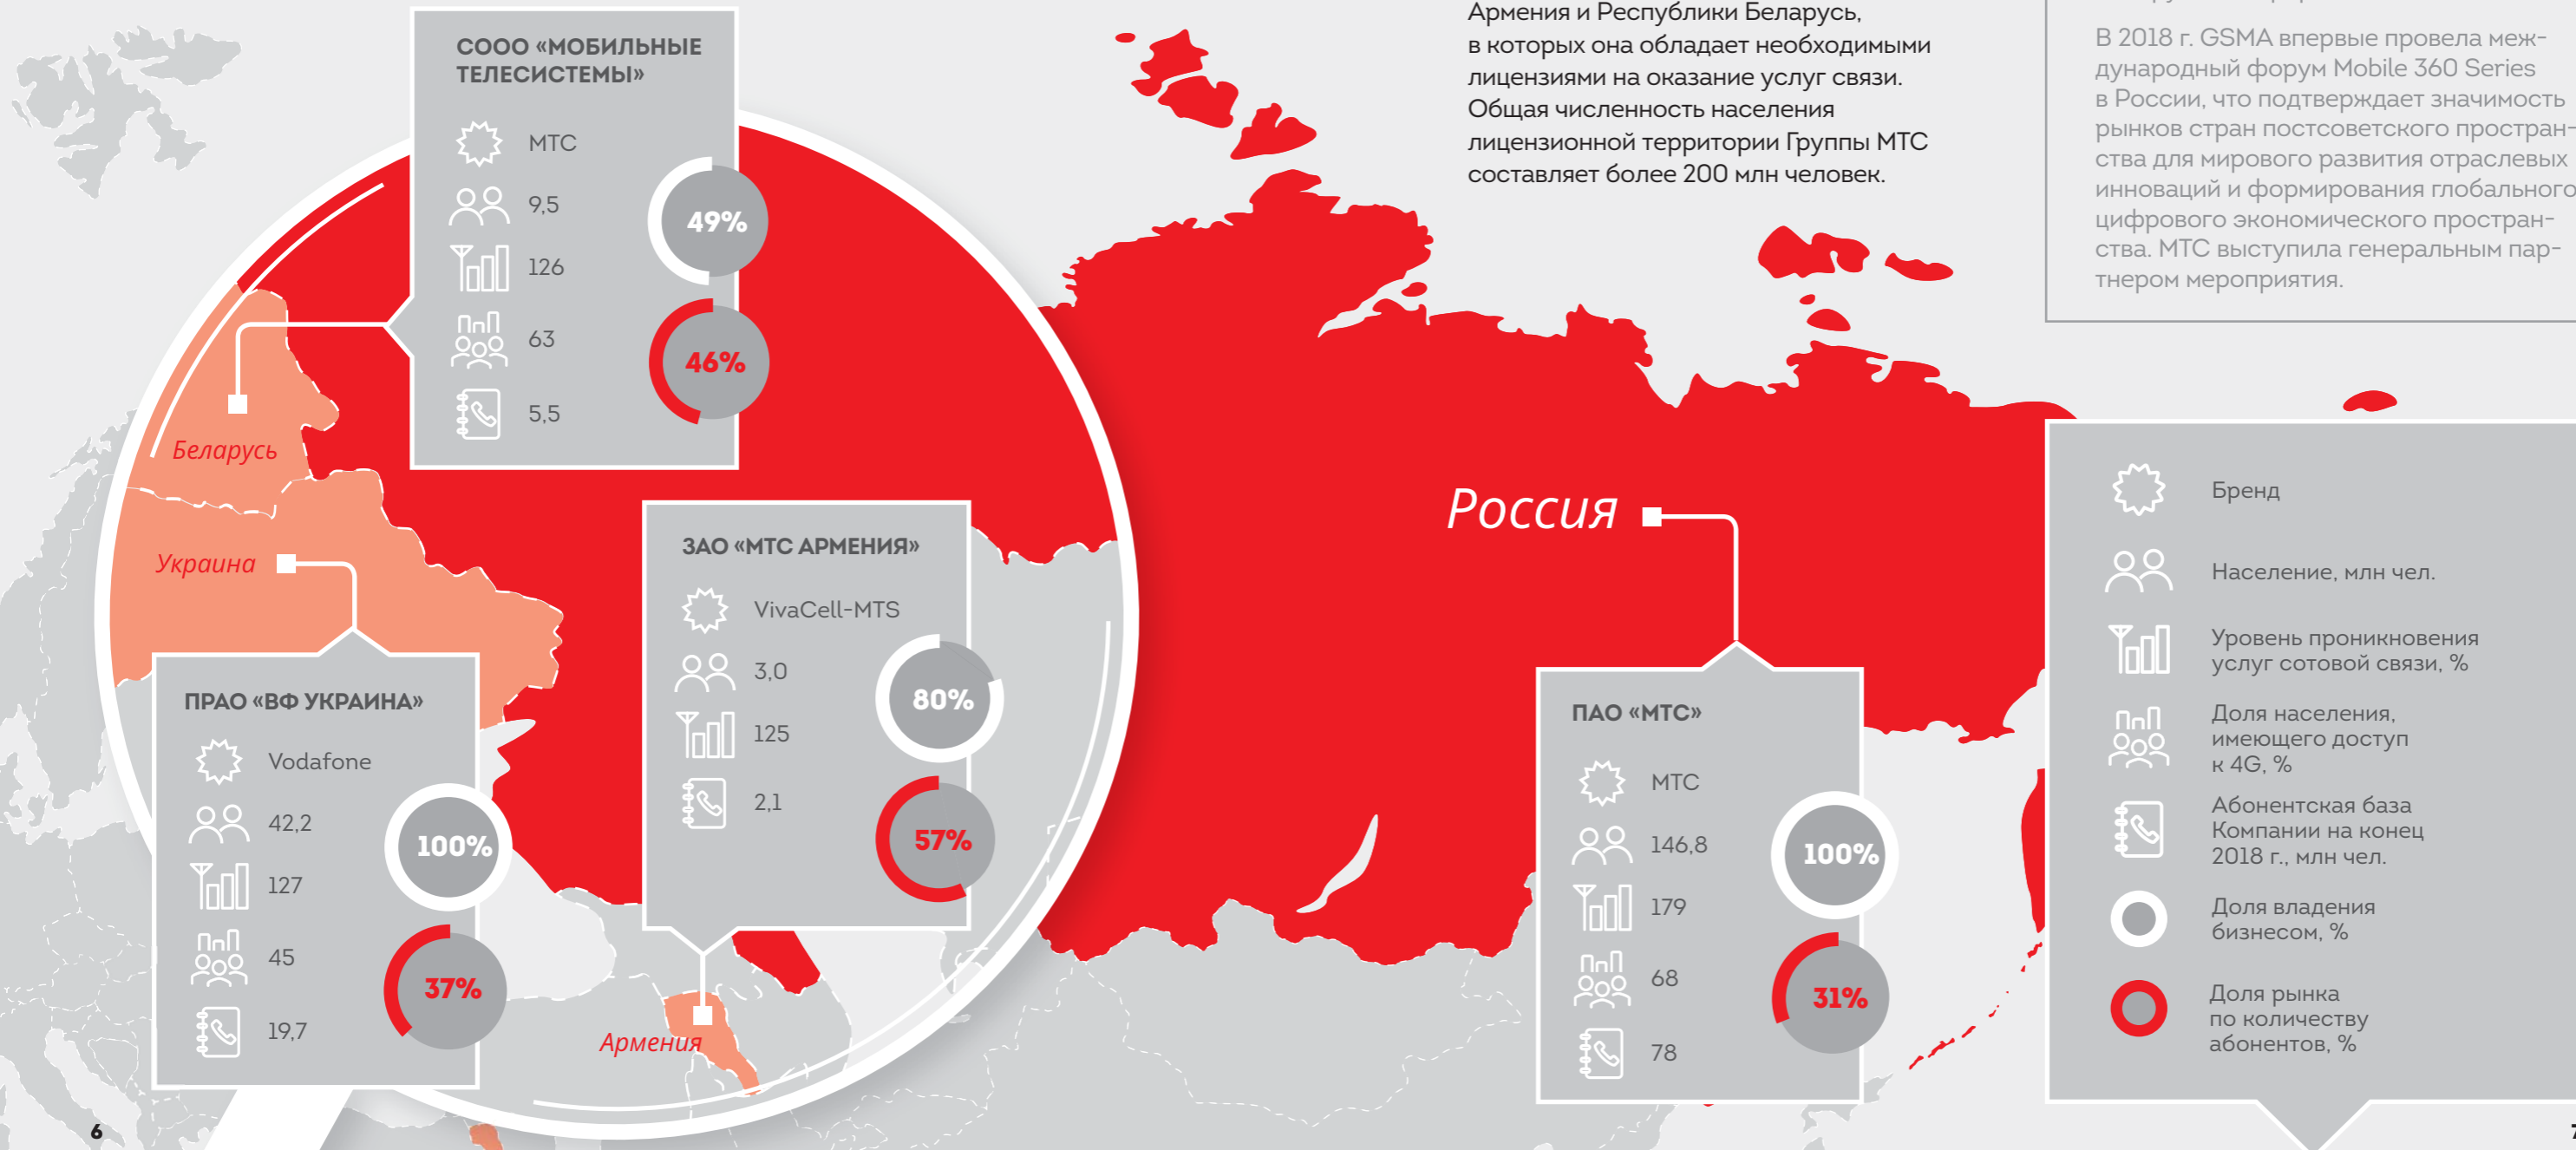 СООО «МОБИЛЬНЫЕ
ТЕЛЕСИСТЕМЫ»
МТС
9,5
126
63
5,5
49%
46%
Беларусь
Украина
ПРАО «ВФ УКРАИНА»
Vodafone
42,2
127
45
19,7
100%
37%
ЗАО «МТС АРМЕНИЯ»
VivaCell-MTS
3,0
125
2,1
80%
57%
Армения
Армения и Республики Беларусь,
в которых она обладает необходимыми
лицензиями на оказание услуг связи.
Общая численность населения
лицензионной территории Группы МТС
составляет более 200 млн человек.
Россия
ПАО «МТС»
МТС
146,8
179
68
78
100%
31%
В 2018 г. GSMA впервые провела меж-
дународный форум Mobile 360 Series
в России, что подтверждает значимость
рынков стран постсоветского простран-
ства для мирового развития отраслевых
инноваций и формирования глобального
цифрового экономического простран-
ства. МТС выступила генеральным пар-
тнером мероприятия.
Бренд
Население, млн чел.
Уровень проникновения
услуг сотовой связи, %
Доля населения,
имеющего доступ
к 4G, %
Абонентская база
Компании на конец
2018 г., млн чел.
Доля владения
бизнесом, %
Доля рынка
по количеству
абонентов, %
6
7